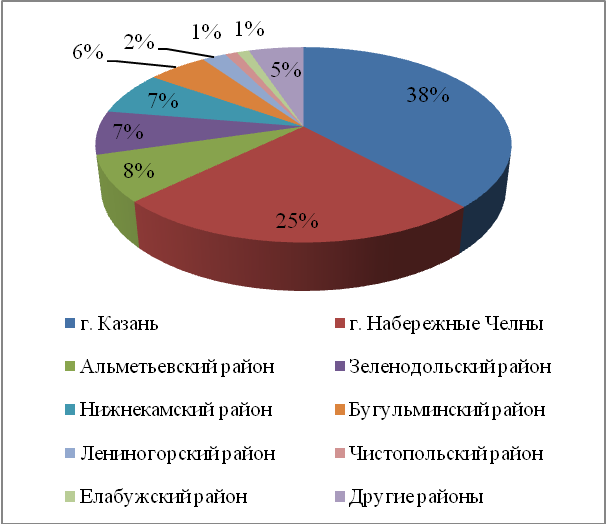 1% 1%
2%
6% 5%
38%
7%
7%
8%
25%
г. Казань г. Набережные Челны
Альметьевский район Зеленодольский район
Нижнекамский район Бугульминский район
Лениногорский район Чистопольский район
Елабужский район Другие районы